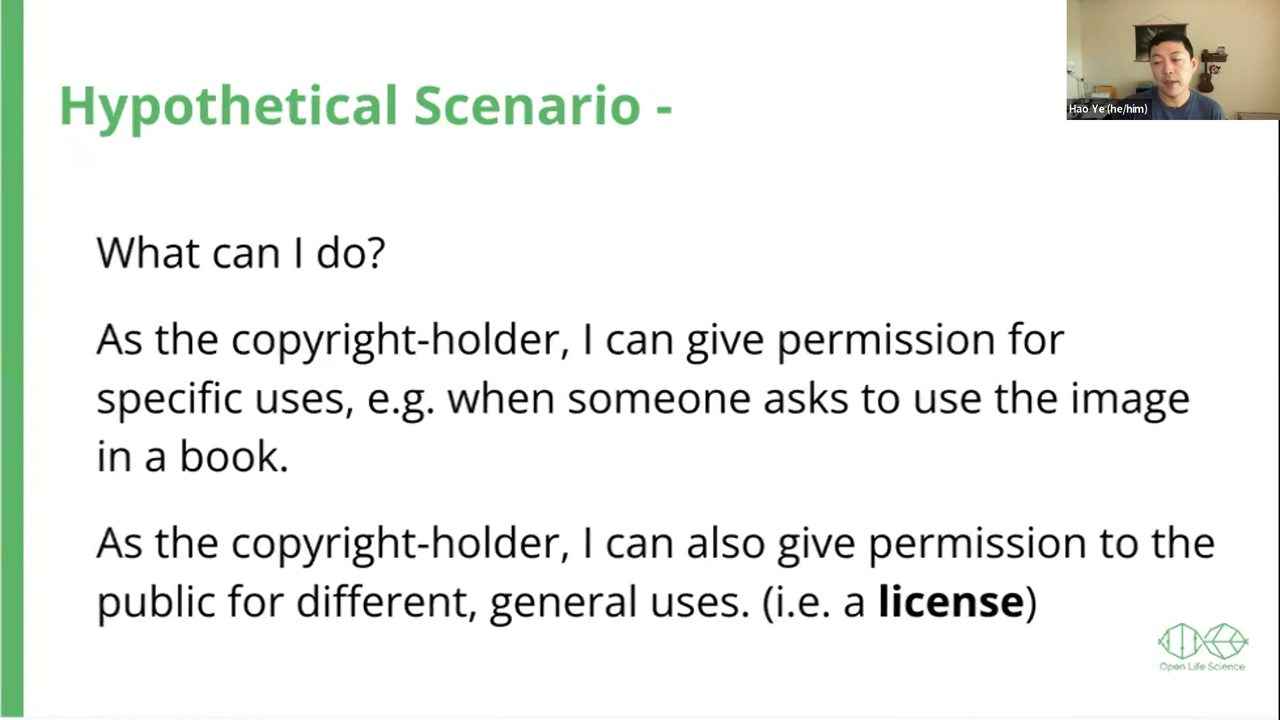 Hypothetical Scenario -
Hao Ye (he/him)
What can I do?
As the copyright-holder, I can give permission for
specific uses, e.g. when someone asks to use the image
in a book.
As the copyright-holder, I can also give permission to the
public for different, general uses. (i.e. a license)
Open Life Science